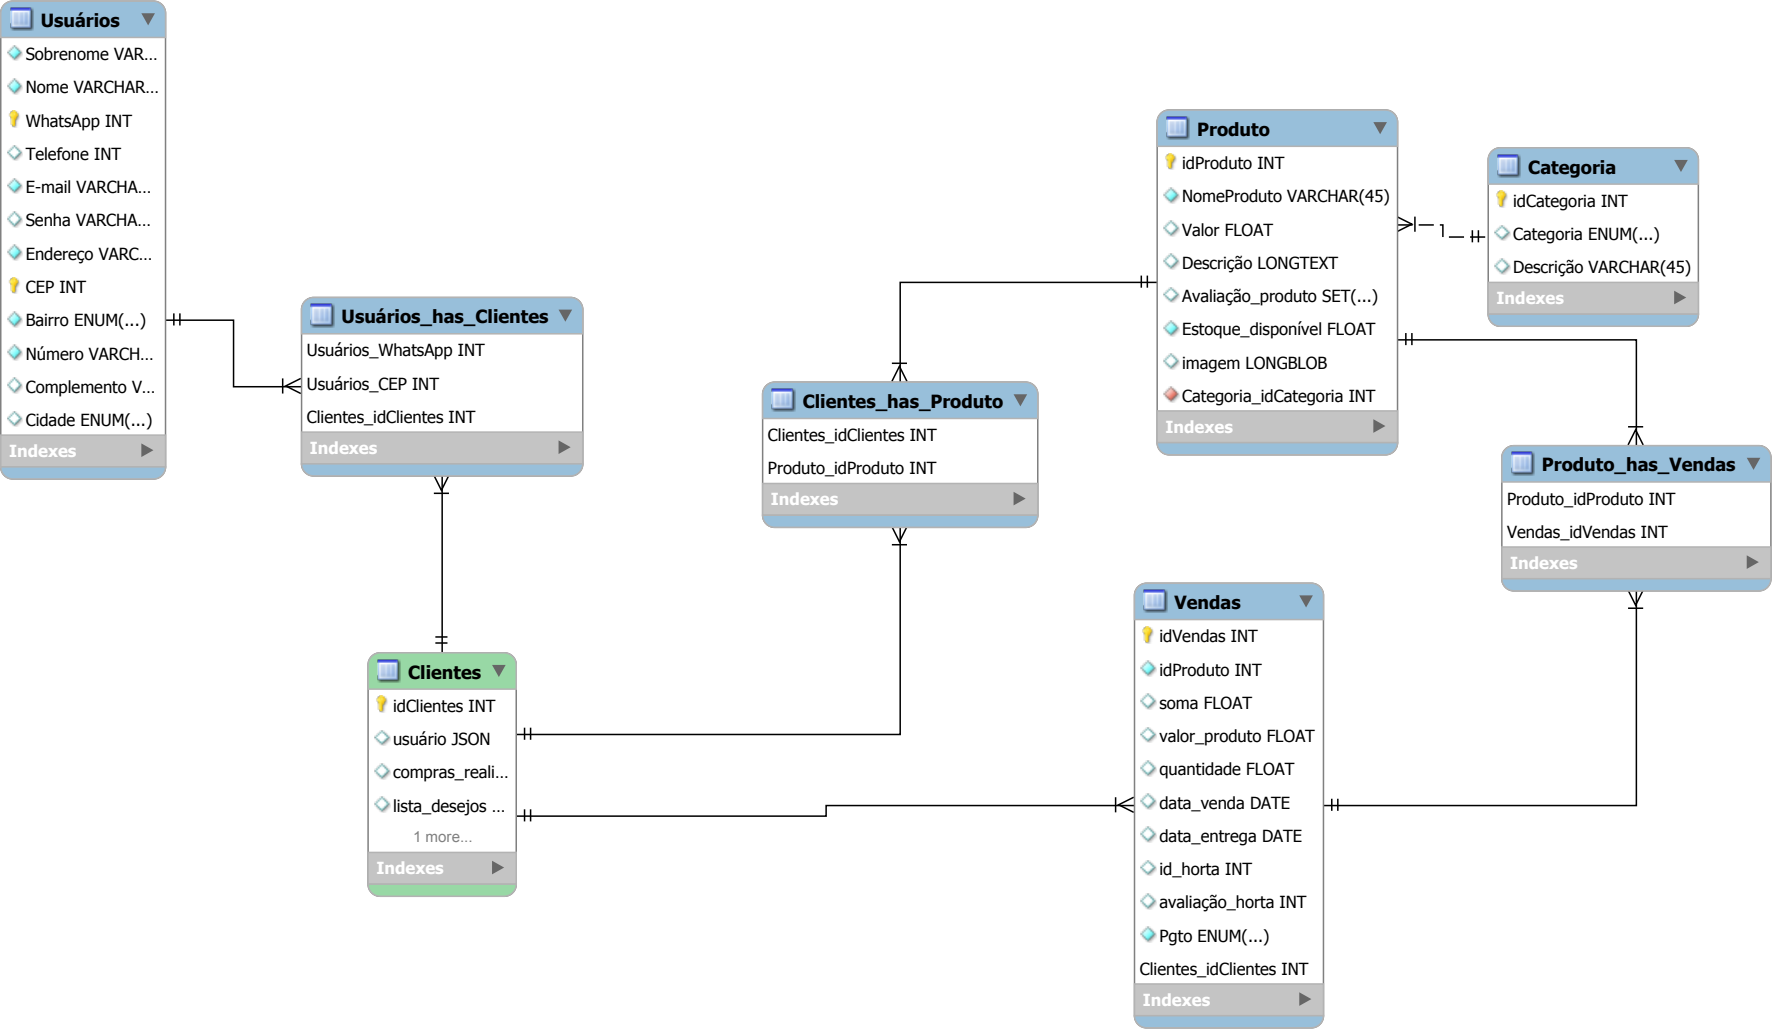 Usuários
Sobrenome VAR...
Nome VARCHAR...
WhatsApp INT
Telefone INT
E-mail VARCHA...
Senha VARCHA...
Endereço VARC...
CEP INT
Bairro ENUM(...)
Número VARCH...
Complemento V...
Cidade ENUM(...)
Indexes
Usuários_has_Clientes
Usuários_WhatsApp INT
Usuários_CEP INT
Clientes_idClientes INT
Indexes
Clientes
idClientes INT
usuário JSON
compras_reali...
lista_desejos ...
1 more...
Indexes
Clientes_has_Produto
Clientes_idClientes INT
Produto_idProduto INT
Indexes
Produto
idProduto INT
NomeProduto VARCHAR(45)
Valor FLOAT
Descrição LONGTEXT
Avaliação_produto SET(...)
Estoque_disponível FLOAT
imagem LONGBLOB
Categoria_idCategoria INT
Indexes
Categoria
idCategoria INT
Categoria ENUM(...)
Descrição VARCHAR(45)
Indexes
Produto_has_Vendas
Produto_idProduto INT
Vendas_idVendas INT
Indexes
Vendas
idVendas INT
idProduto INT
soma FLOAT
valor_produto FLOAT
quantidade FLOAT
data_venda DATE
data_entrega DATE
id_horta INT
avaliação_horta INT
Pgto ENUM(...)
Clientes_idClientes INT
Indexes